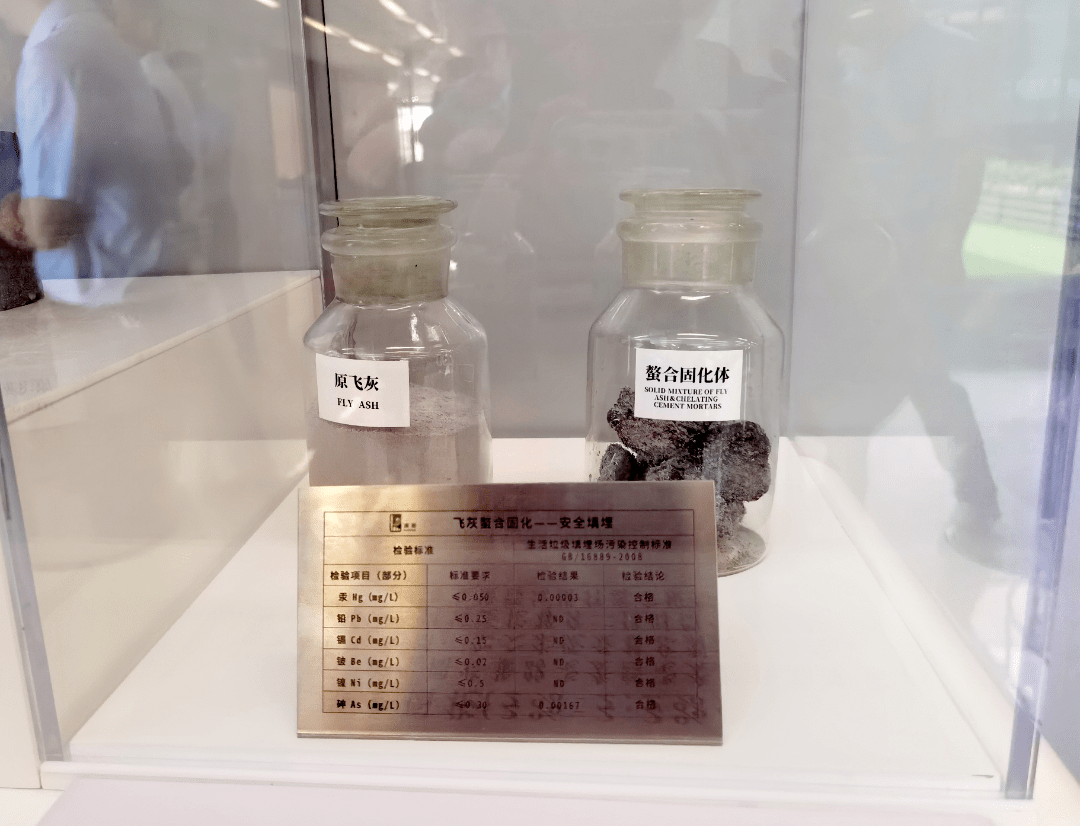 原飞灰
FLY ASH
螯合固化体
SOLID MIXTURE OF FLY
ASH&CHELATING
CEMENT MORTARS
飞灰螯合固化——安全填埋
检验标准 生活垃圾填埋场污染控制标准
GB/16889-2008
检验项目（部分） 标准要求 检验结果 检验结论
汞 Hg (mg/L) ≤0.050 0.00003 合格
铅 Pb (mg/L) ≤0.25 ND 合格
镉 Cd (mg/L) ≤0.15 ND 合格
铍 Be (mg/L) ≤0.02 ND 合格
镍 Ni (mg/L) ≤0.5 ND 合格
砷 As (mg/L) ≤0.30 0.00167 合格